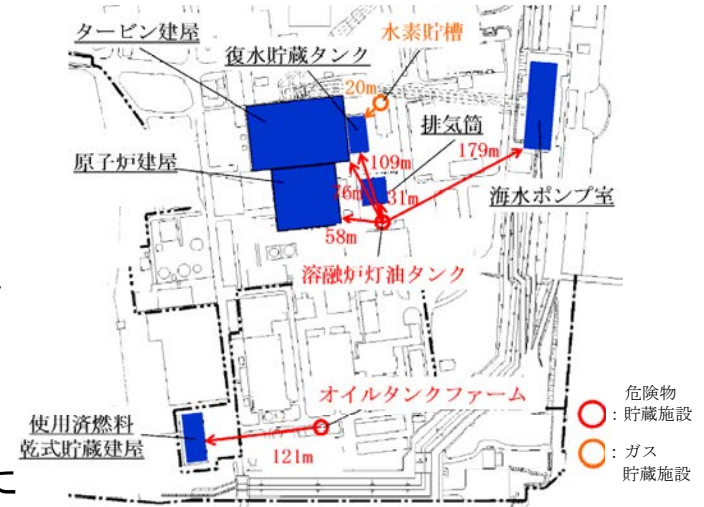 タービン建屋
復水貯蔵タンク
水素貯槽
20m
排気筒
原子炉建屋
109m
179m
76m
31m
海水ポンプ室
58m
溶融炉灯油タンク
オイルタンクファーム
使用済燃料
乾式貯蔵建屋
121m
危険物
：貯蔵施設
：ガス
貯蔵施設
に